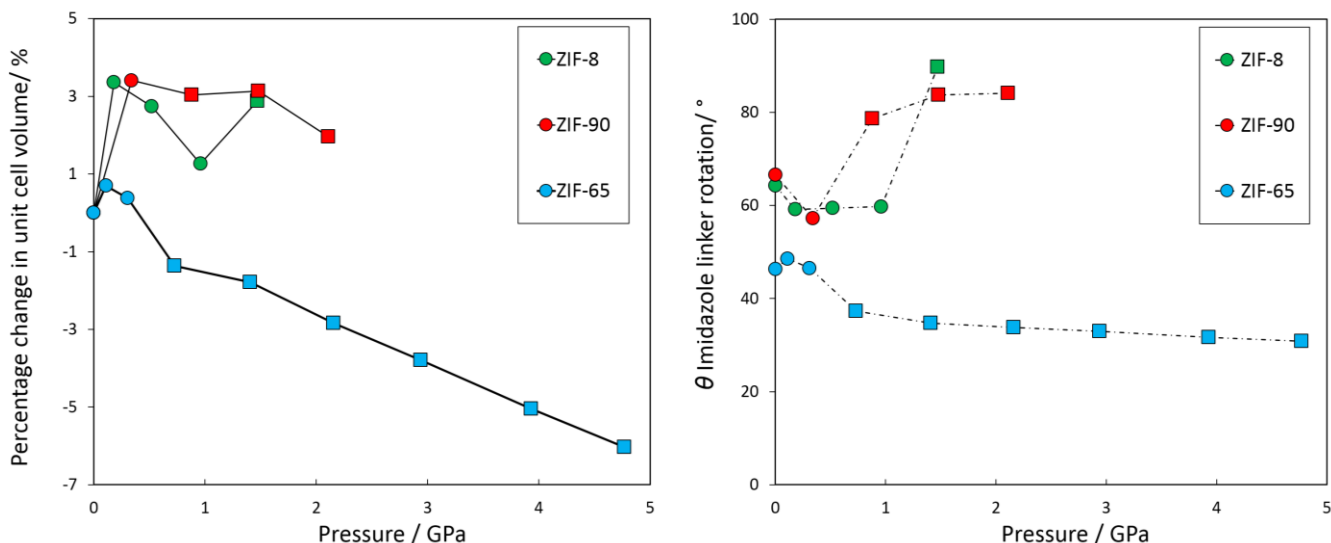 Percentage change in unit cell volume/ %
5
3
1
-1
-3
-5
-7
0 1 2 3 4 5
Pressure / GPa
ZIF-8
ZIF-90
ZIF-65
θ Imidazole linker rotation/°
100
80
60
40
20
0
0 1 2 3 4 5
Pressure / GPa
ZIF-8
ZIF-90
ZIF-65